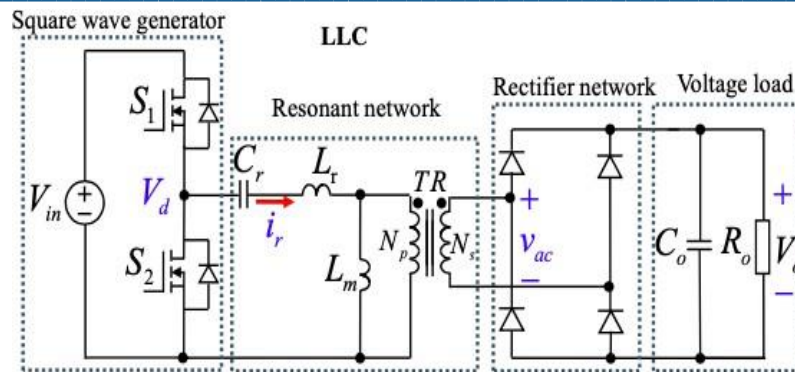 Square wave generator
LLC
Rectifier network
Voltage load
Resonant network
S1
Cr
Lr
TR
Vin
Vd
ir
Np
Ns
vac
Co
Ro
S2
Lm